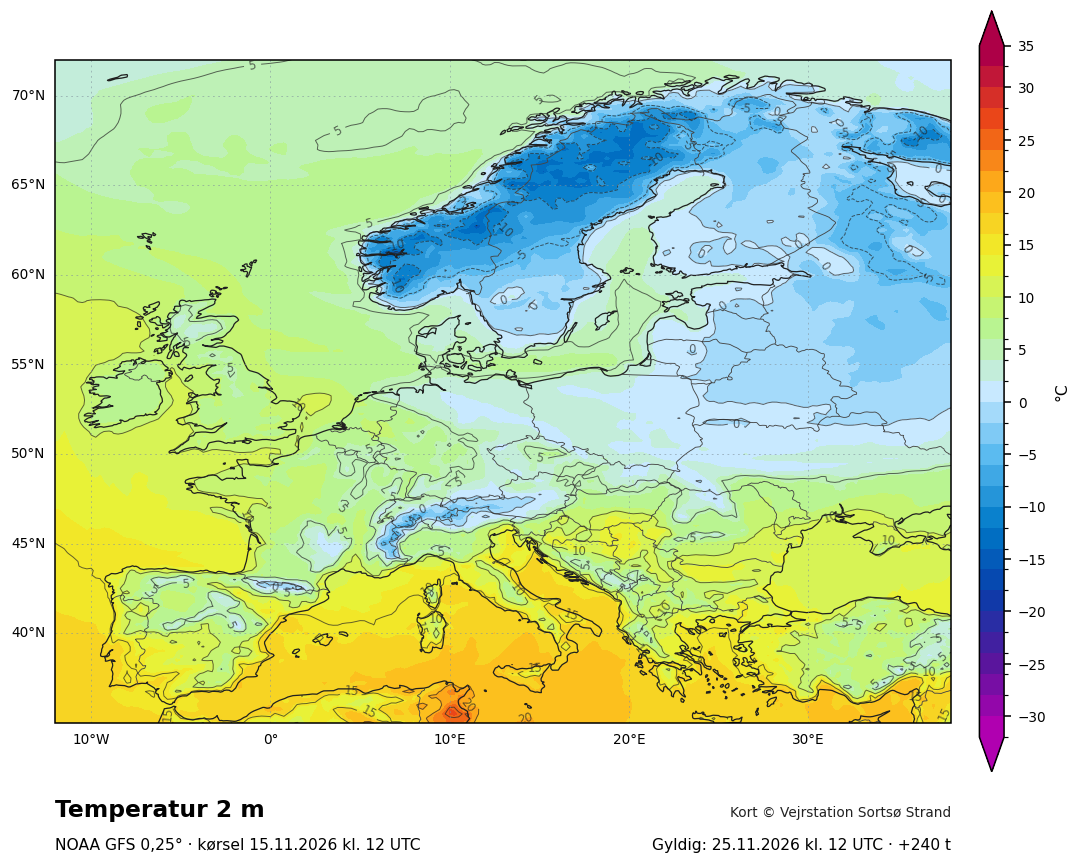 70°N
65°N
60°N
55°N
50°N
45°N
40°N
10°W
0°
10°E
20°E
30°E
35
30
25
20
15
10
5
0
−5
−10
−15
−20
−25
−30
°C
Temperatur 2 m
Kort © Vejrstation Sortsø Strand
NOAA GFS 0,25° · kørsel 15.11.2026 kl. 12 UTC
Gyldig: 25.11.2026 kl. 12 UTC · +240 t